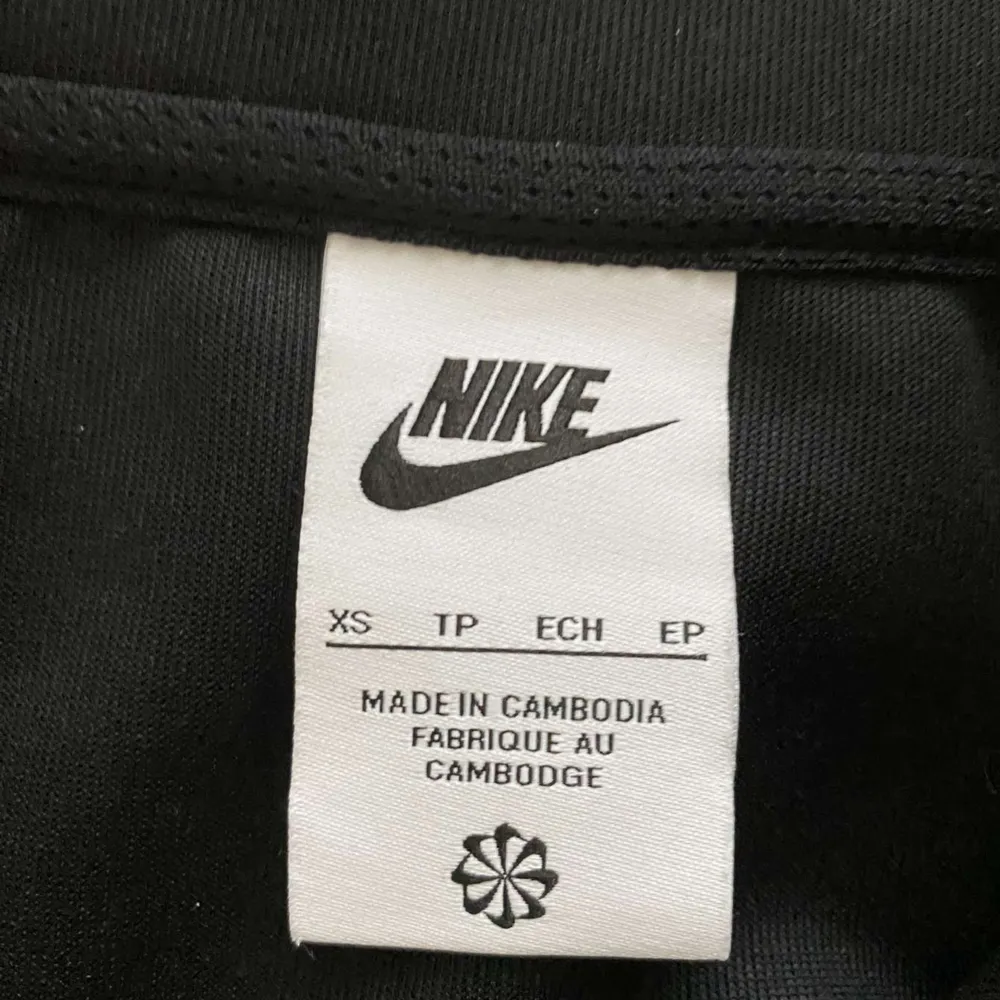 NIKE
XS TP ECH EP
MADE IN CAMBODIA
FABRIQUE AU
CAMBODGE